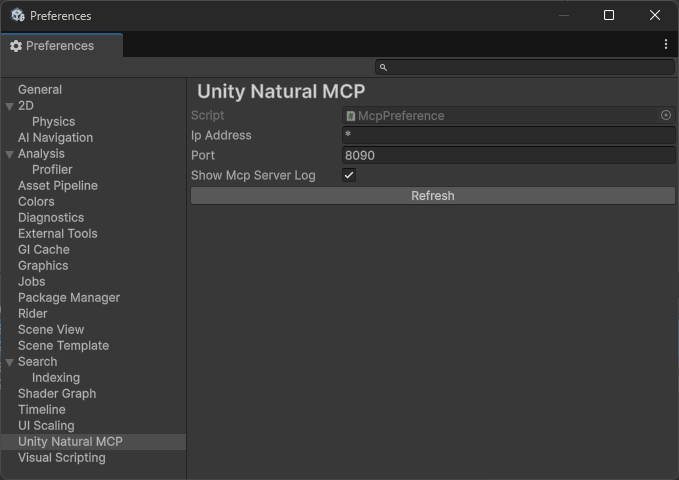 Preferences
Preferences
General
2D
Physics
AI Navigation
Analysis
Profiler
Asset Pipeline
Colors
Diagnostics
External Tools
GI Cache
Graphics
Jobs
Package Manager
Rider
Scene View
Scene Template
Search
Indexing
Shader Graph
Timeline
UI Scaling
Unity Natural MCP
Visual Scripting
Unity Natural MCP
Script McpPreference
Ip Address *
Port 8090
Show Mcp Server Log
Refresh